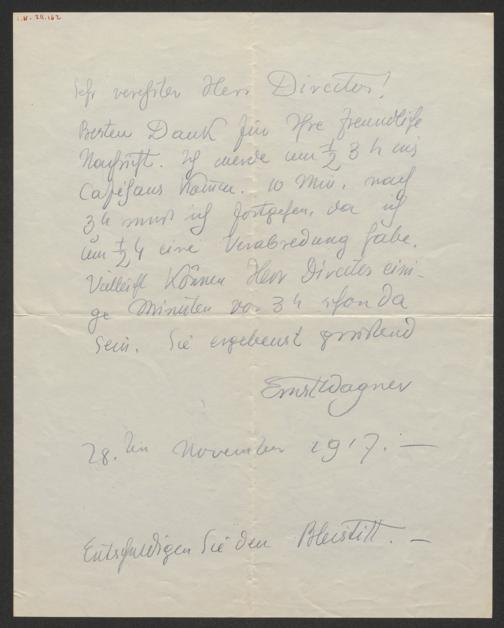 I.N. 211.162
Sehr verehrter Herr Director!
Besten Dank für Ihre freundliche
Nachricht. Ich werde um ½ 3 h ins
Caféhaus kommen. 10 Min. nach
3 h muss ich fortgehen, da ich
um ½ 4 eine Verabredung habe.
Vielleicht können Herr Director eini-
ge Minuten vor 3 h schon da
sein. Sie ergebenst grüßend
Ernst Wagner
28. November 1917. —
Entschuldigen Sie den Bleistift. —